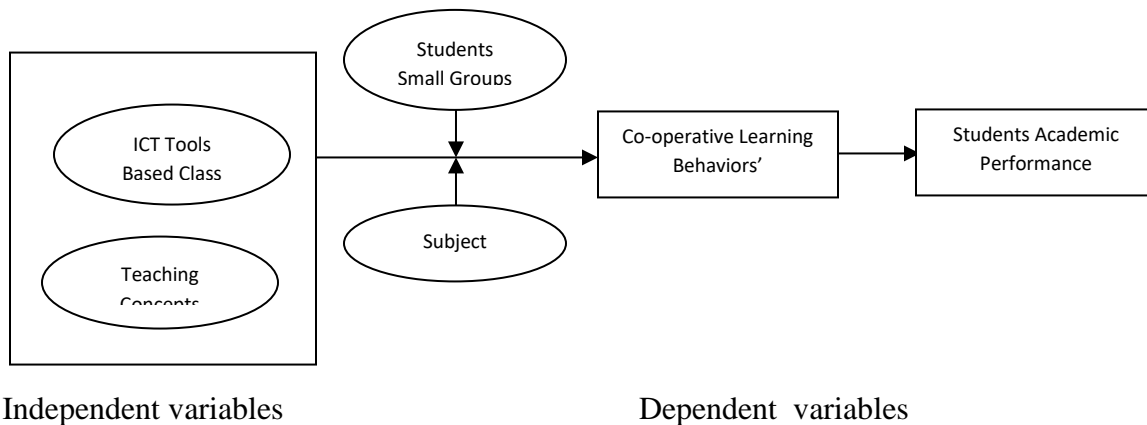 Students
Small Groups
ICT Tools
Based Class
Teaching
Concepts
Subject
Co-operative Learning
Behaviors’
Students Academic
Performance
Independent variables
Dependent variables